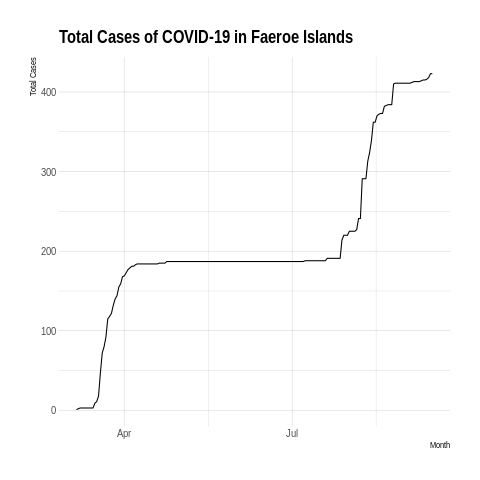 Total Cases of COVID-19 in Faeroe Islands
Total Cases
400
300
200
100
0
Apr
Jul
Month